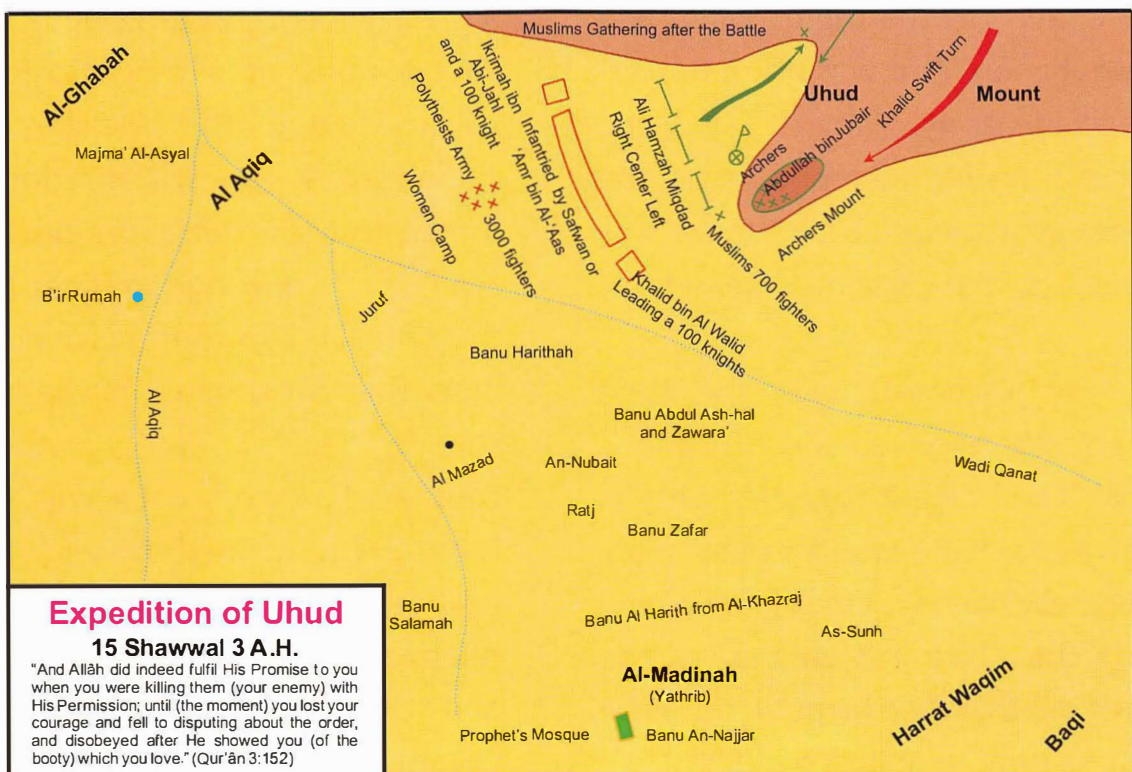 Muslims Gathering after the Battle
Al-Ghabah
Majma' Al-Asyal
Al Aqiq
B'irRumah
Al Aqiq
Juruf
Women Camp
Polytheists Army
3000 fighters
Ikrimah ibn
Abi-Jahl
and a 100 knight
Infantried by Safwan or
'Amr bin Al-'Aas
Khalid bin Al Walid
Leading a 100 knights
Ali Hamzah Miqdad
Right Center Left
Muslims 700 fighters
Archers
Abdullah binJubair
Archers Mount
Uhud
Mount
Khalid Swift Turn
Banu Harithah
Banu Abdul Ash-hal
and Zawara'
Al Mazad
An-Nubait
Wadi Qanat
Ratj
Banu Zafar
Banu
Salamah
Banu Al Harith from Al-Khazraj
As-Sunh
Al-Madinah
(Yathrib)
Prophet's Mosque
Banu An-Najjar
Harrat Waqim
Baqi
Expedition of Uhud
15 Shawwal 3 A.H.
"And Allâh did indeed fulfil His Promise to you
when you were killing them (your enemy) with
His Permission; until (the moment) you lost your
courage and fell to disputing about the order,
and disobeyed after He showed you (of the
booty) which you love." (Qur'ân 3:152)